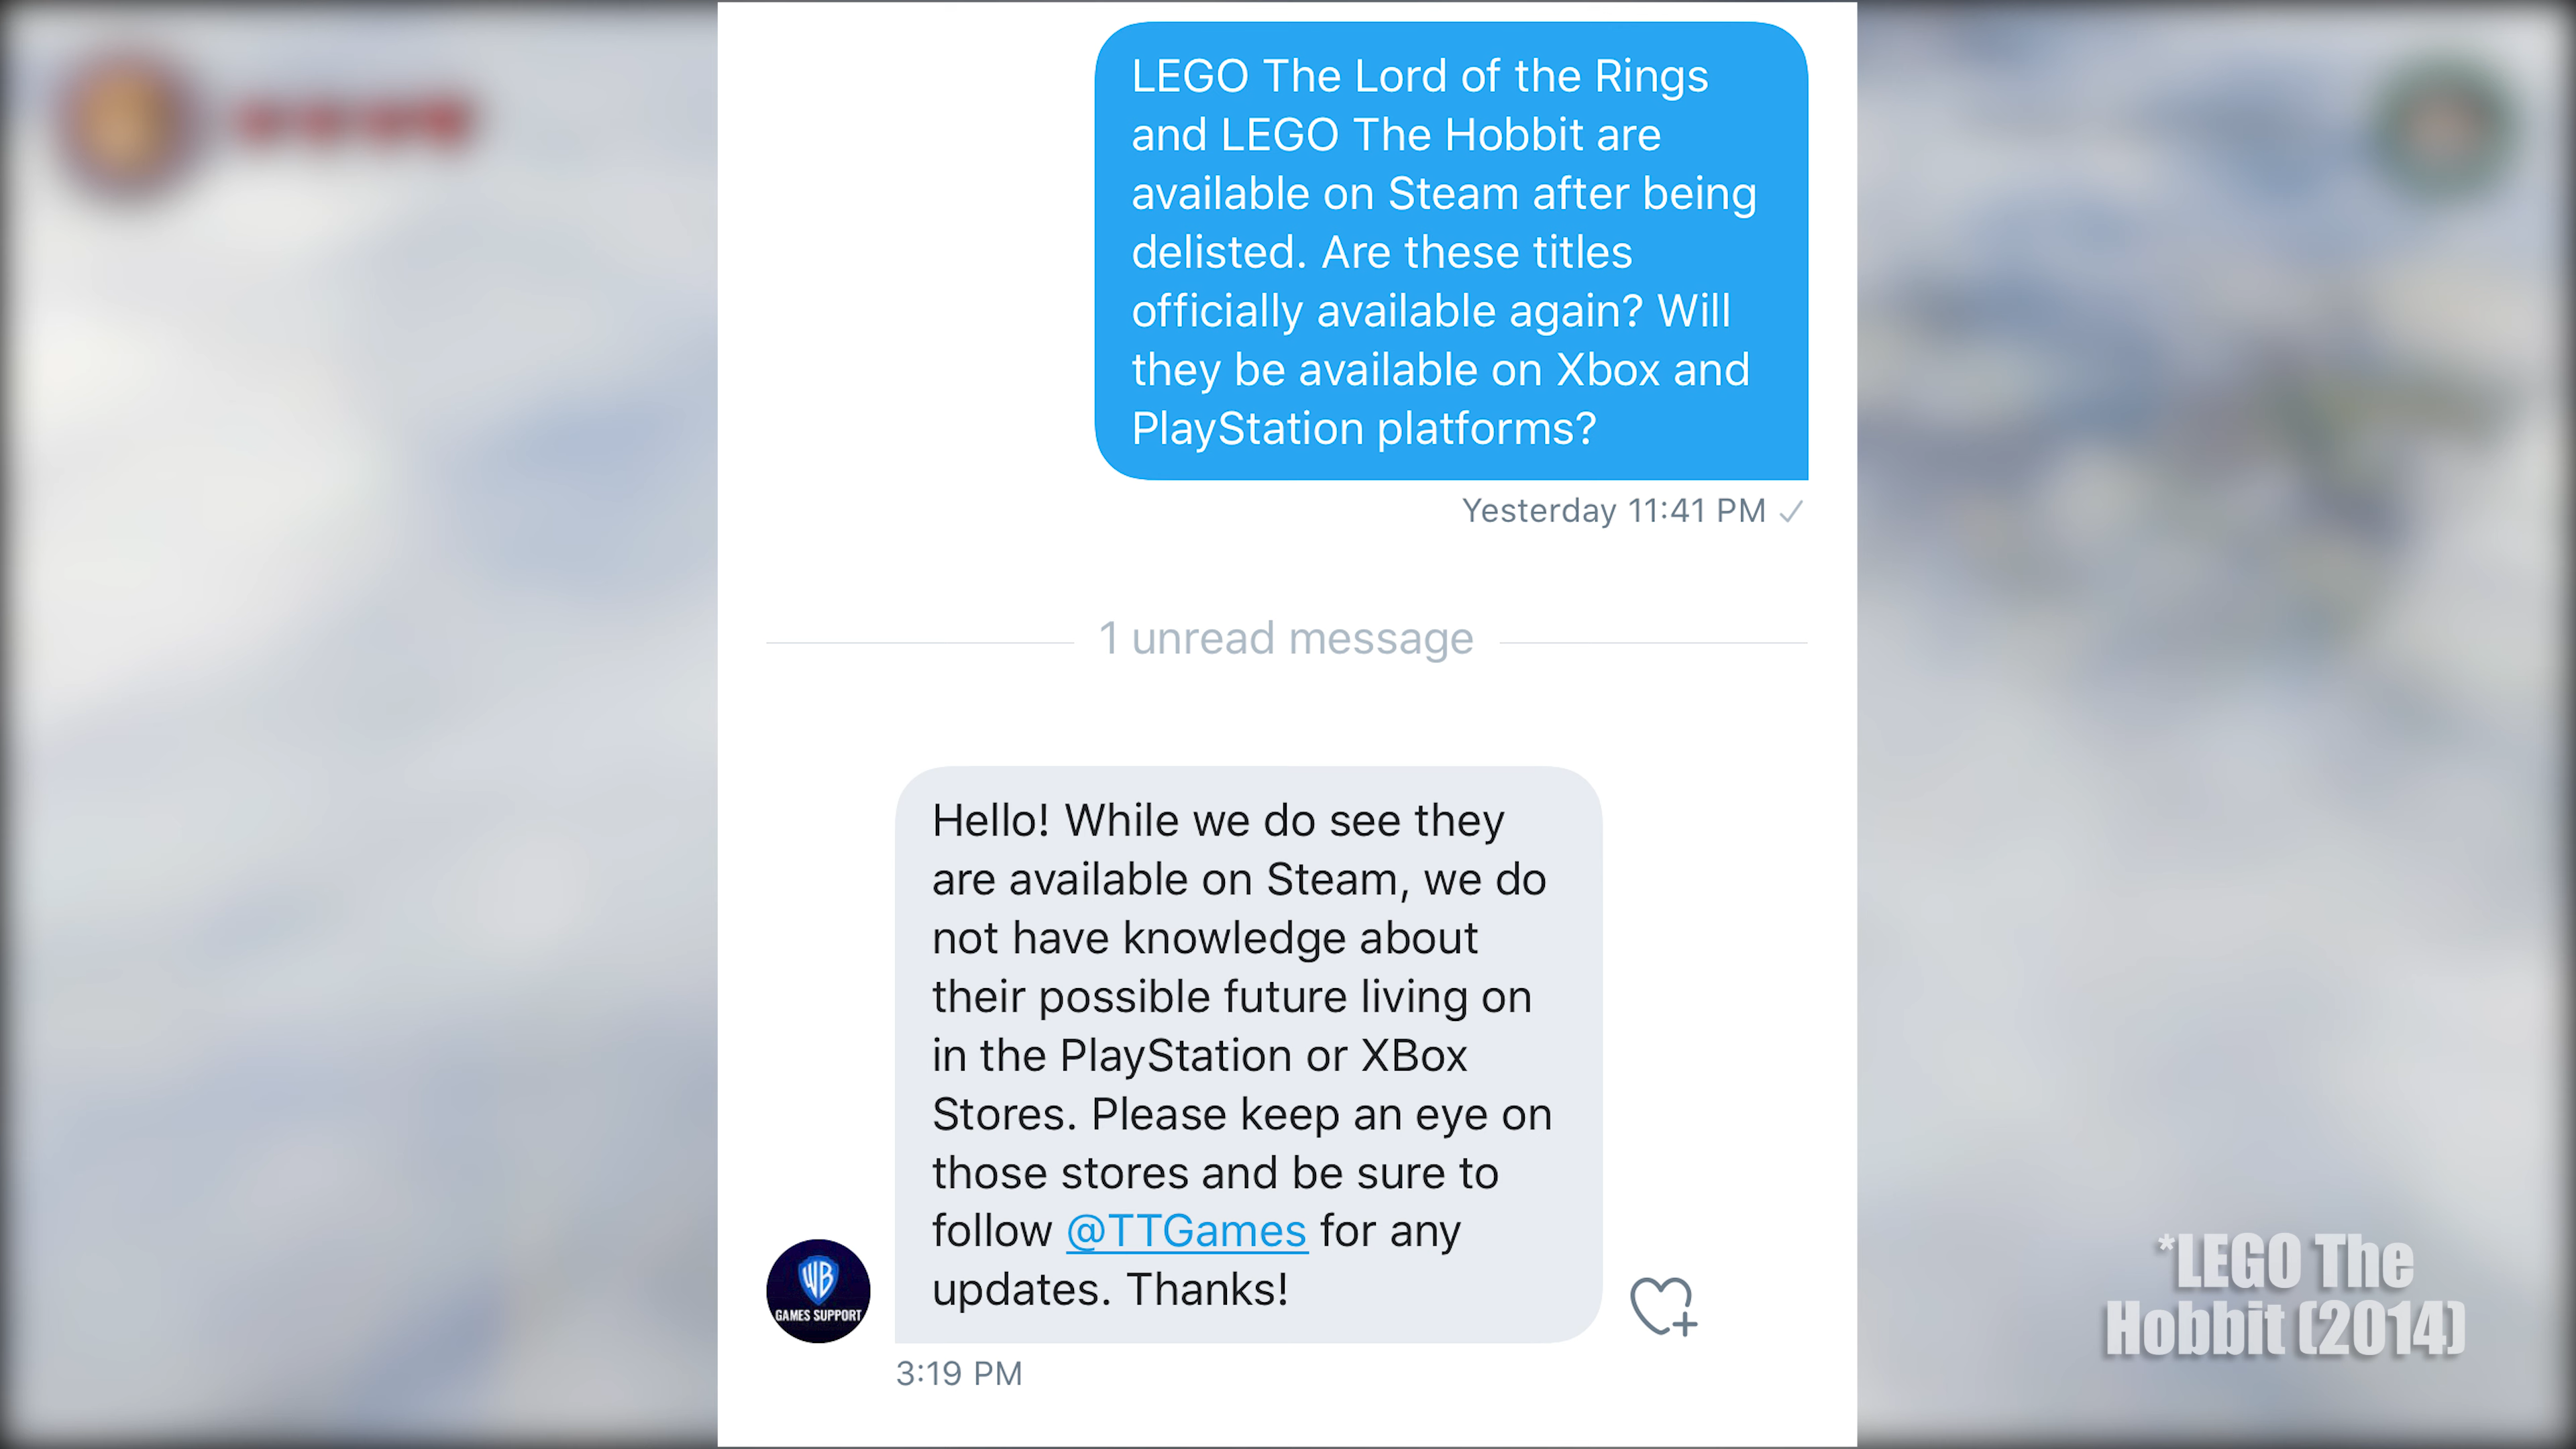 LEGO The Lord of the Rings
and LEGO The Hobbit are
available on Steam after being
delisted. Are these titles
officially available again? Will
they be available on Xbox and
PlayStation platforms?
Yesterday 11:41 PM ✓
1 unread message
Hello! While we do see they
are available on Steam, we do
not have knowledge about
their possible future living on
in the PlayStation or XBox
Stores. Please keep an eye on
those stores and be sure to
follow @TTGames for any
updates. Thanks!
WB
GAMES SUPPORT
3:19 PM
*LEGO The
Hobbit (2014)